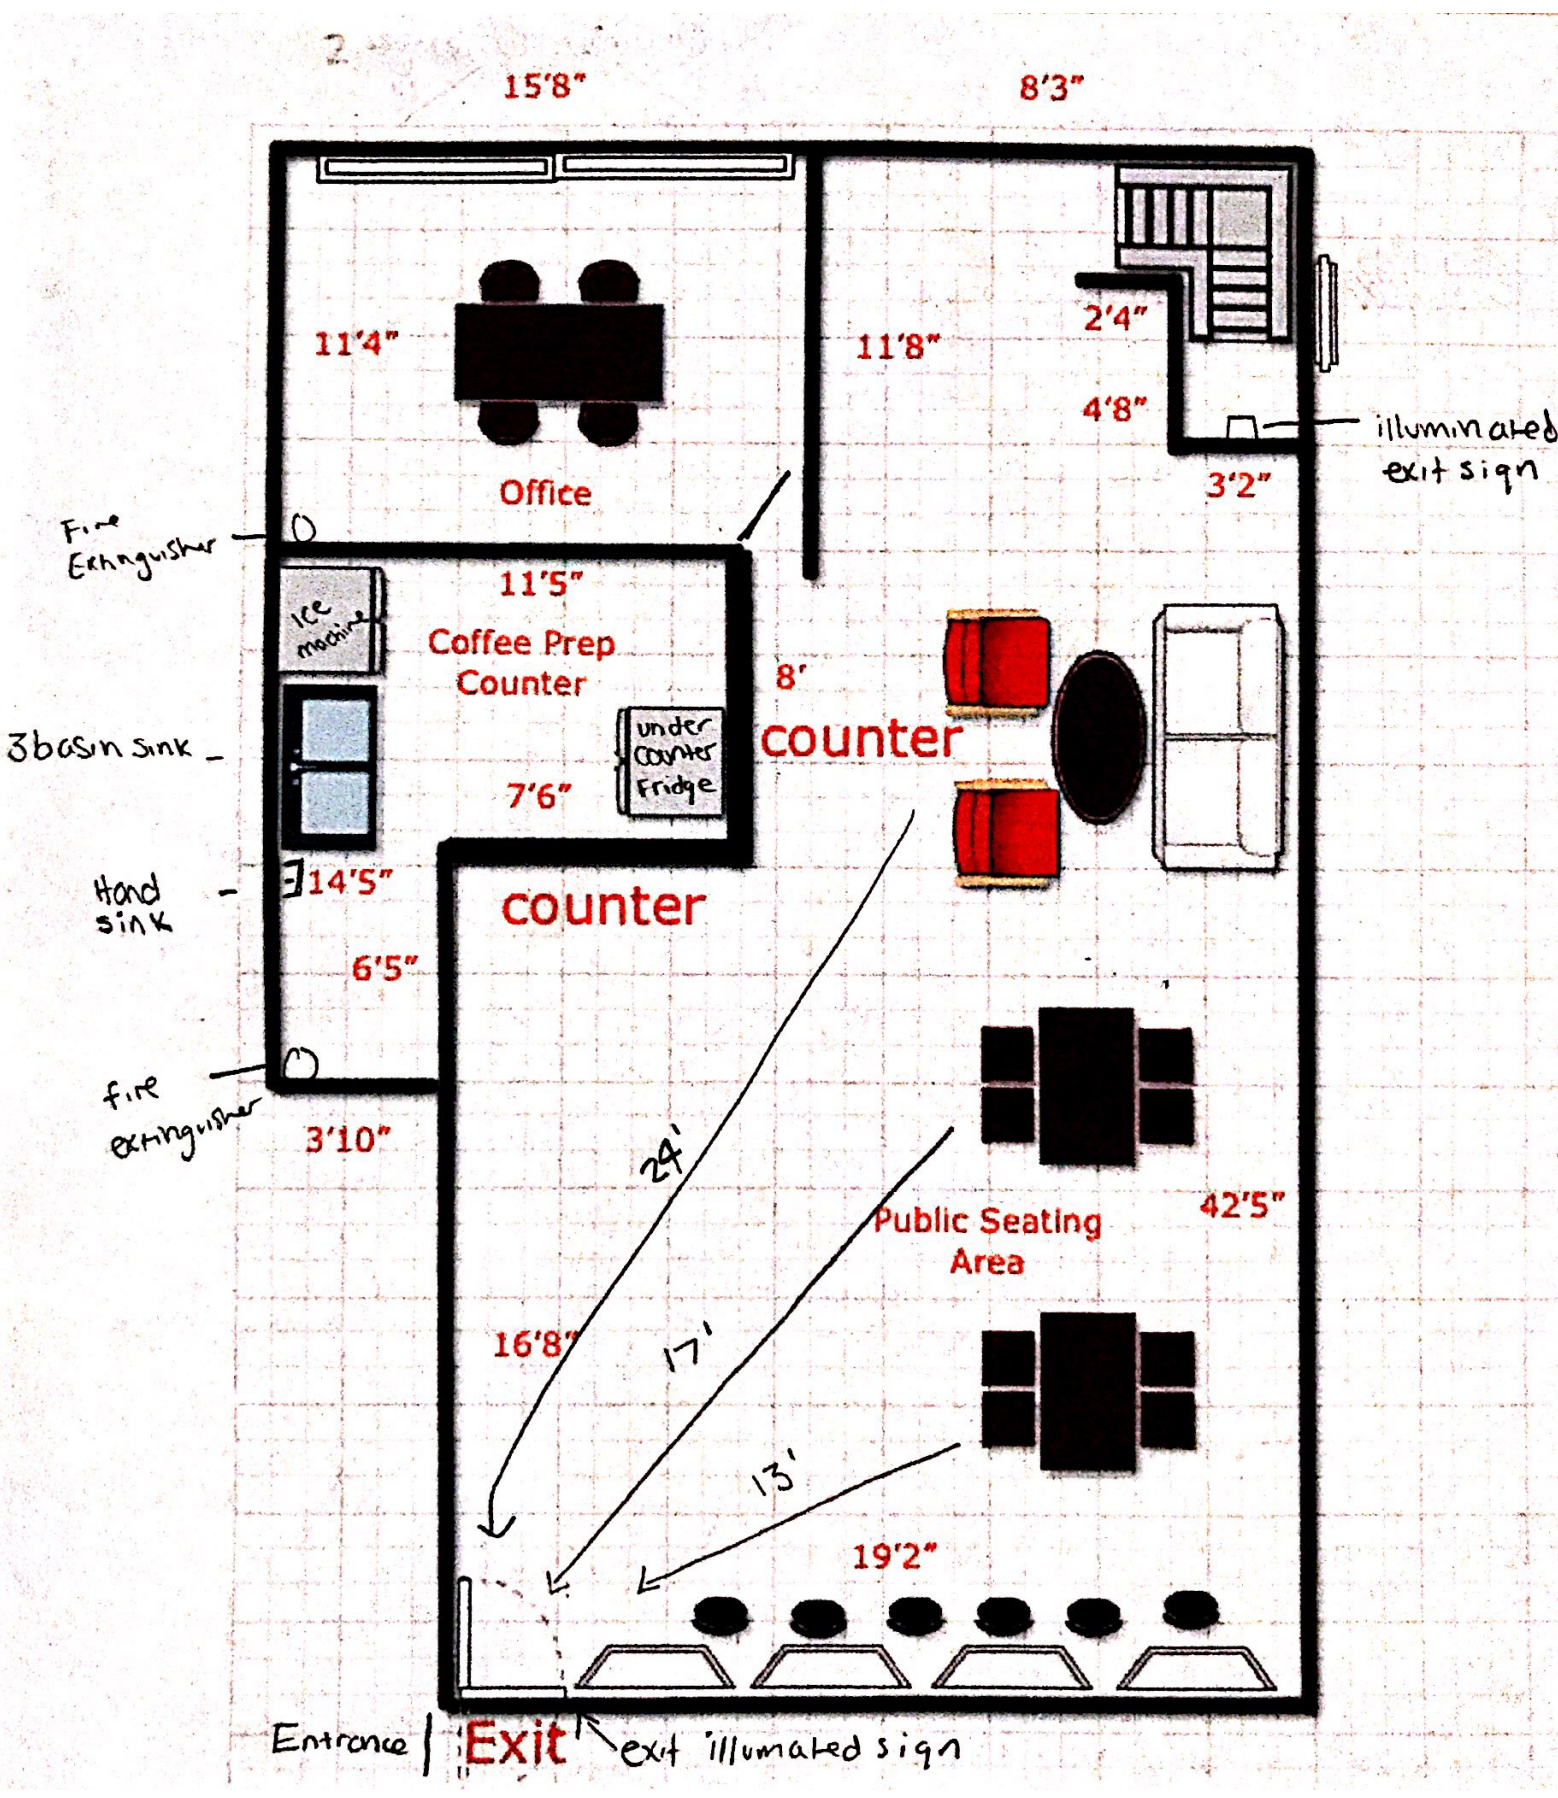 2
15'8"
8'3"
11'4"
11'8"
2'4"
4'8"
illuminated
exit sign
3'2"
Office
Fire
Extinguisher
11'5"
Ice
machine
Coffee Prep
Counter
8'
under
counter
Fridge
counter
3 basin sink
7'6"
Hand
sink
14'5"
counter
6'5"
fire
extinguisher
3'10"
24'
42'5"
Public Seating
Area
16'8"
17'
13'
19'2"
Entrance | Exit
exit illumated sign